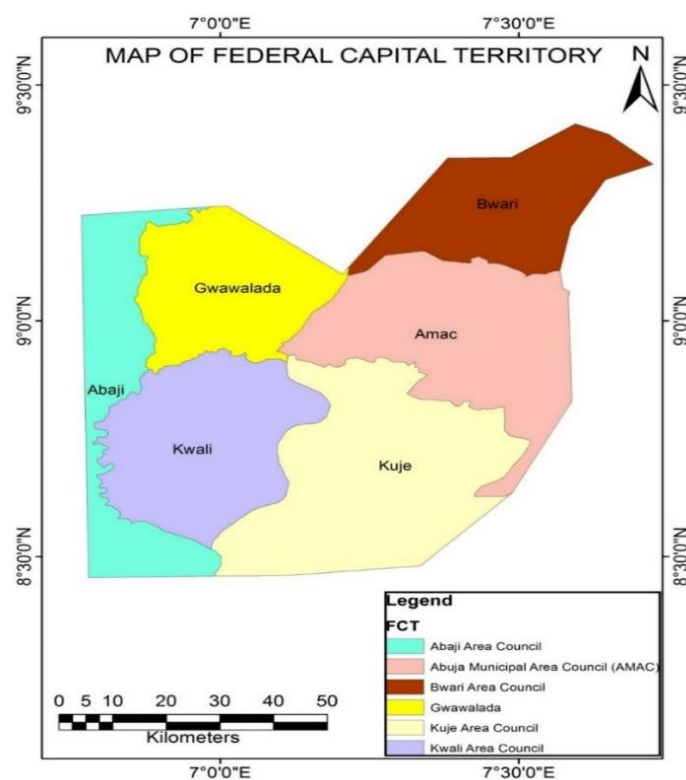 7°0'0"E 7°30'0"E
MAP OF FEDERAL CAPITAL TERRITORY
N
9°30'0"N 9°30'0"N
Bwari
Gwawalada
9°0'0"N 9°0'0"N
Amac
Abaji
Kwali
Kuje
8°30'0"N 8°30'0"N
Legend
FCT
Abaji Area Council
Abuja Municipal Area Council (AMAC)
Bwari Area Council
Gwawalada
Kuje Area Council
Kwali Area Council
0 5 10 20 30 40 50
Kilometers
7°0'0"E 7°30'0"E